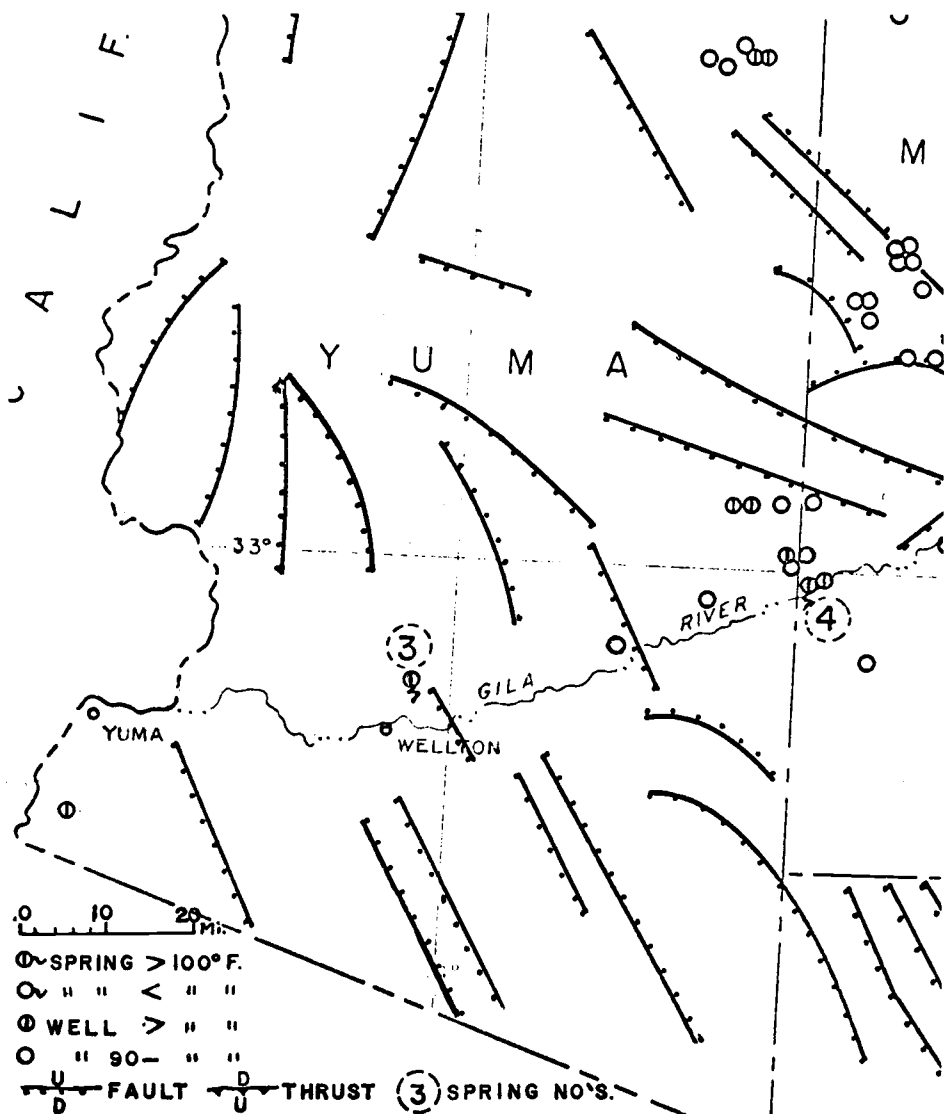 CALIF.
M
YUMA
33°
3
4
GILA RIVER
YUMA
WELLTON
0 10 20 Mi.
SPRING > 100° F.
" " < " "
WELL > " "
" 90– " "
U D FAULT D U THRUST 3 SPRING NO'S.